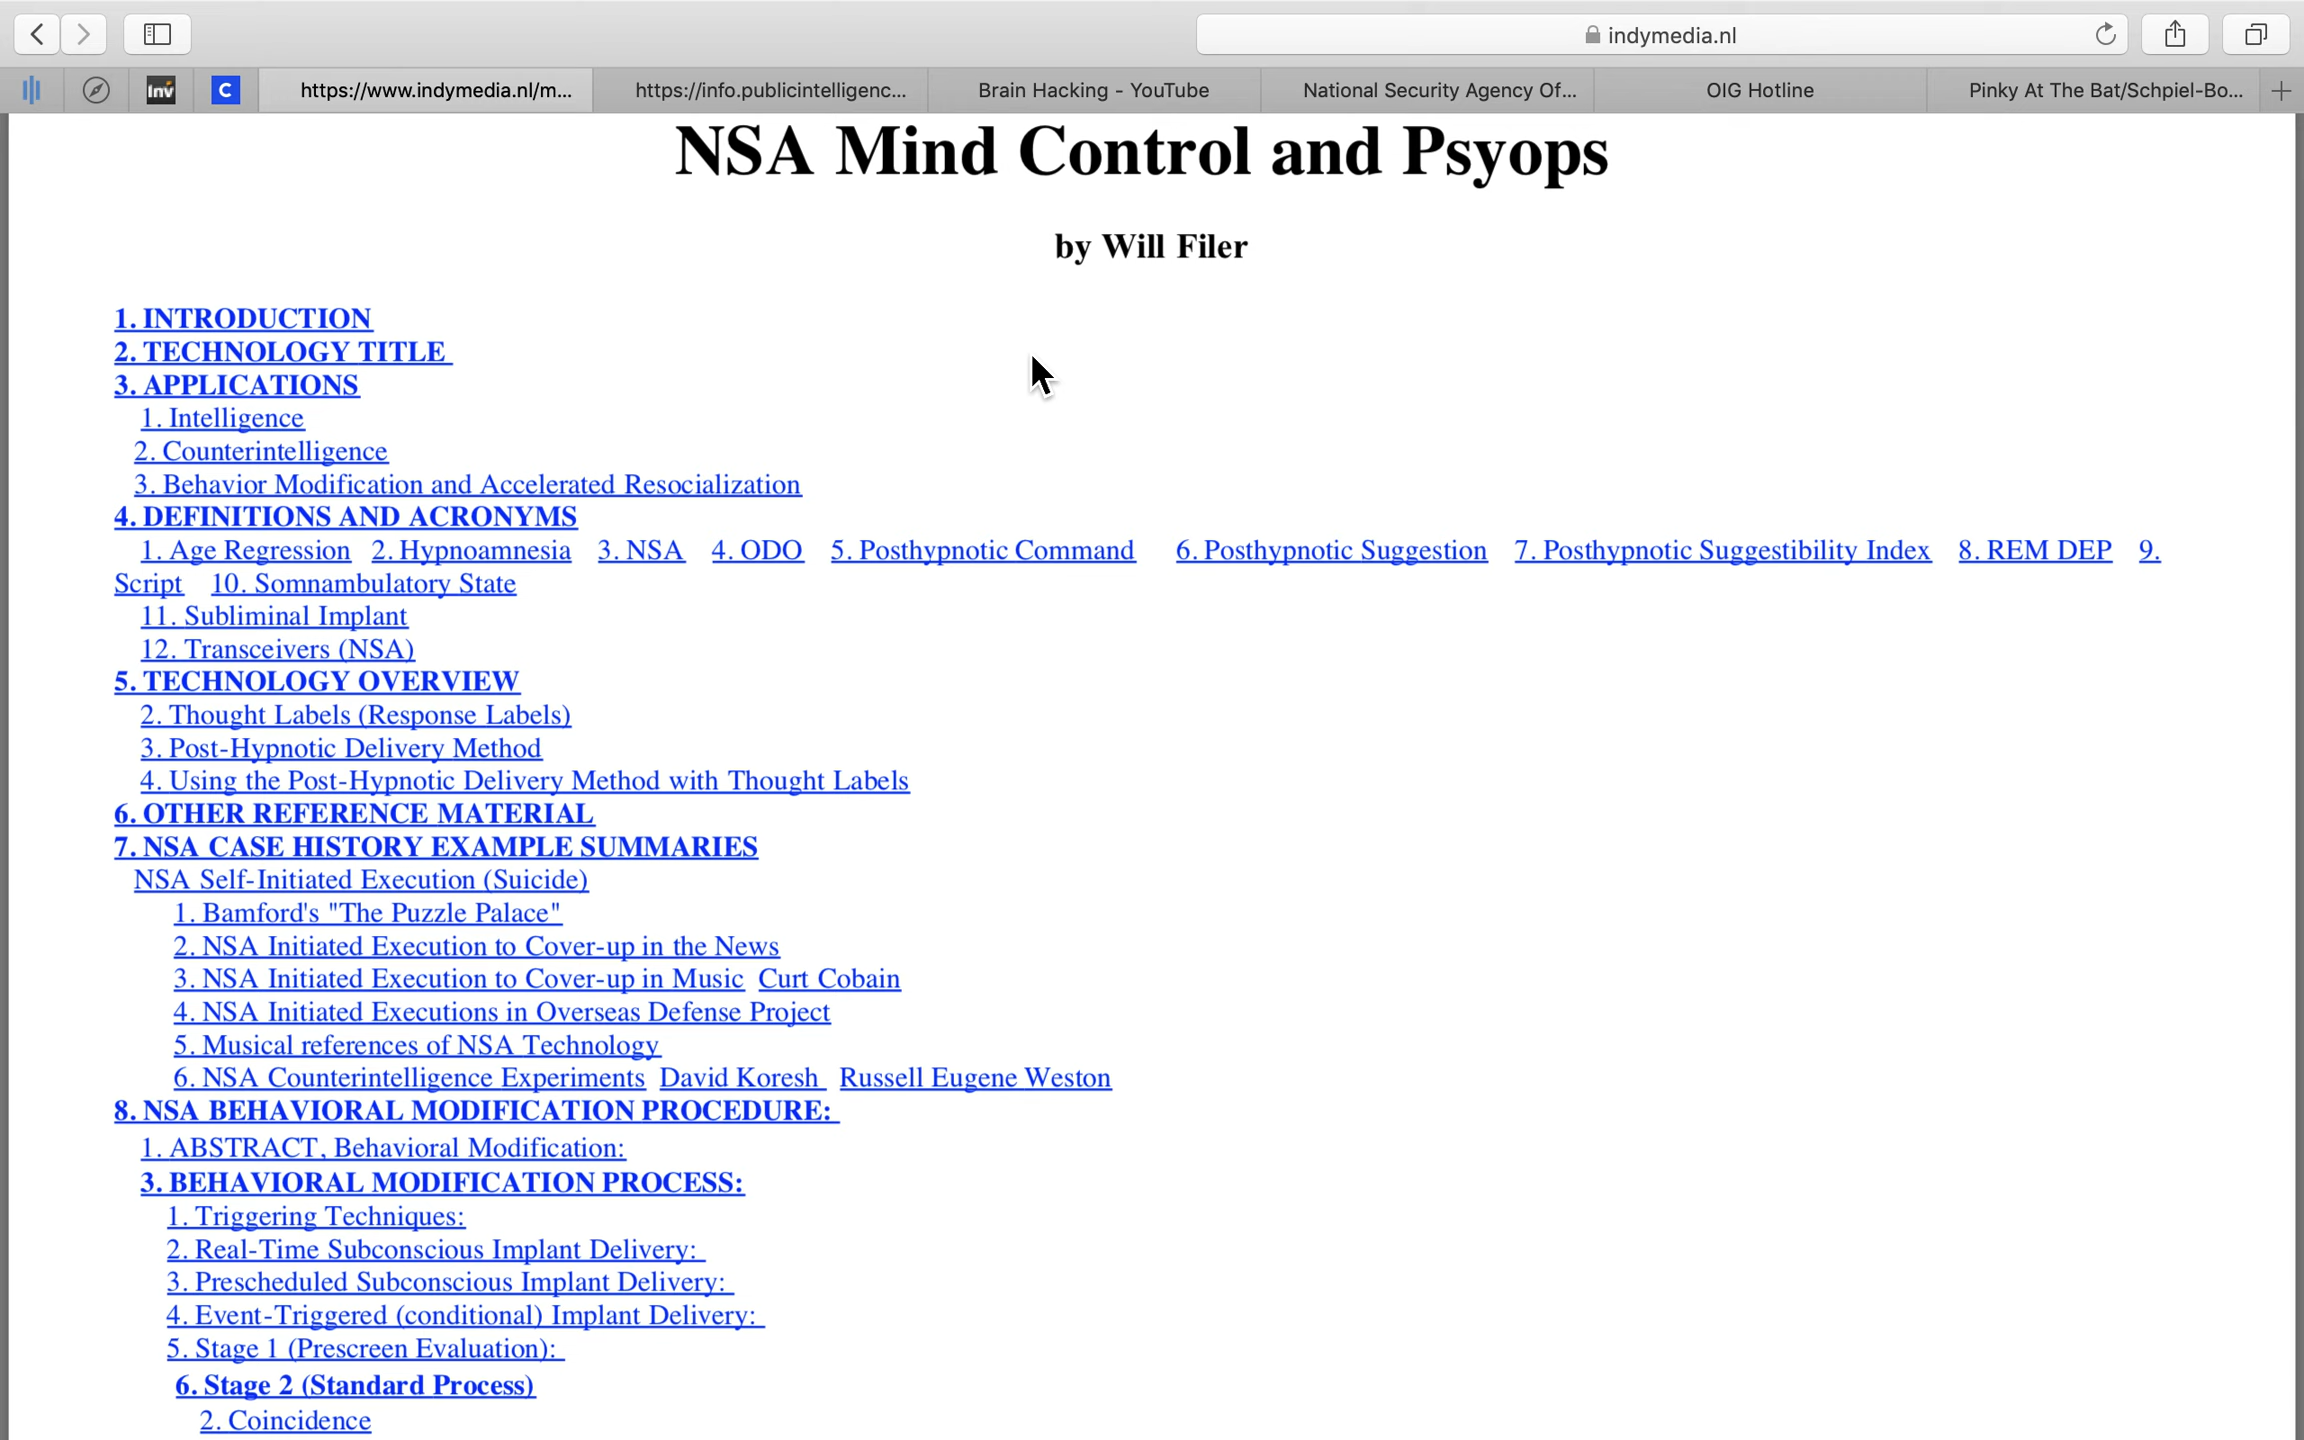 indymedia.nl
Inv C https://www.indymedia.nl/m... https://info.publicintelligenc... Brain Hacking - YouTube National Security Agency Of... OIG Hotline Pinky At The Bat/Schpiel-Bo...
NSA Mind Control and Psyops
by Will Filer
1. INTRODUCTION
2. TECHNOLOGY TITLE
3. APPLICATIONS
1. Intelligence
2. Counterintelligence
3. Behavior Modification and Accelerated Resocialization
4. DEFINITIONS AND ACRONYMS
1. Age Regression 2. Hypnoamnesia 3. NSA 4. ODO 5. Posthypnotic Command 6. Posthypnotic Suggestion 7. Posthypnotic Suggestibility Index 8. REM DEP 9.
Script 10. Somnambulatory State
11. Subliminal Implant
12. Transceivers (NSA)
5. TECHNOLOGY OVERVIEW
2. Thought Labels (Response Labels)
3. Post-Hypnotic Delivery Method
4. Using the Post-Hypnotic Delivery Method with Thought Labels
6. OTHER REFERENCE MATERIAL
7. NSA CASE HISTORY EXAMPLE SUMMARIES
NSA Self-Initiated Execution (Suicide)
1. Bamford's "The Puzzle Palace"
2. NSA Initiated Execution to Cover-up in the News
3. NSA Initiated Execution to Cover-up in Music Curt Cobain
4. NSA Initiated Executions in Overseas Defense Project
5. Musical references of NSA Technology
6. NSA Counterintelligence Experiments David Koresh Russell Eugene Weston
8. NSA BEHAVIORAL MODIFICATION PROCEDURE:
1. ABSTRACT, Behavioral Modification:
3. BEHAVIORAL MODIFICATION PROCESS:
1. Triggering Techniques:
2. Real-Time Subconscious Implant Delivery:
3. Prescheduled Subconscious Implant Delivery:
4. Event-Triggered (conditional) Implant Delivery:
5. Stage 1 (Prescreen Evaluation):
6. Stage 2 (Standard Process)
2. Coincidence